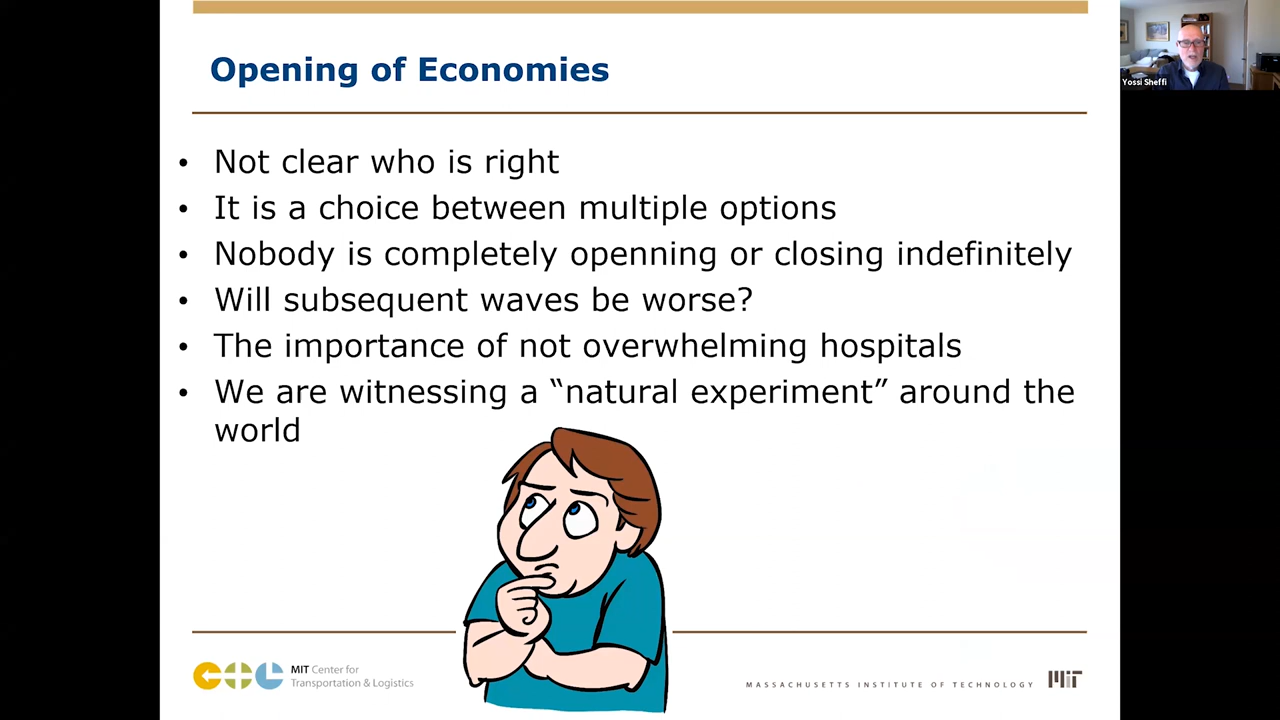 Opening of Economies
• Not clear who is right
• It is a choice between multiple options
• Nobody is completely openning or closing indefinitely
• Will subsequent waves be worse?
• The importance of not overwhelming hospitals
• We are witnessing a “natural experiment” around the
world
MIT Center for
Transportation & Logistics
MASSACHUSETTS INSTITUTE OF TECHNOLOGY
MIT
Yossi Sheffi